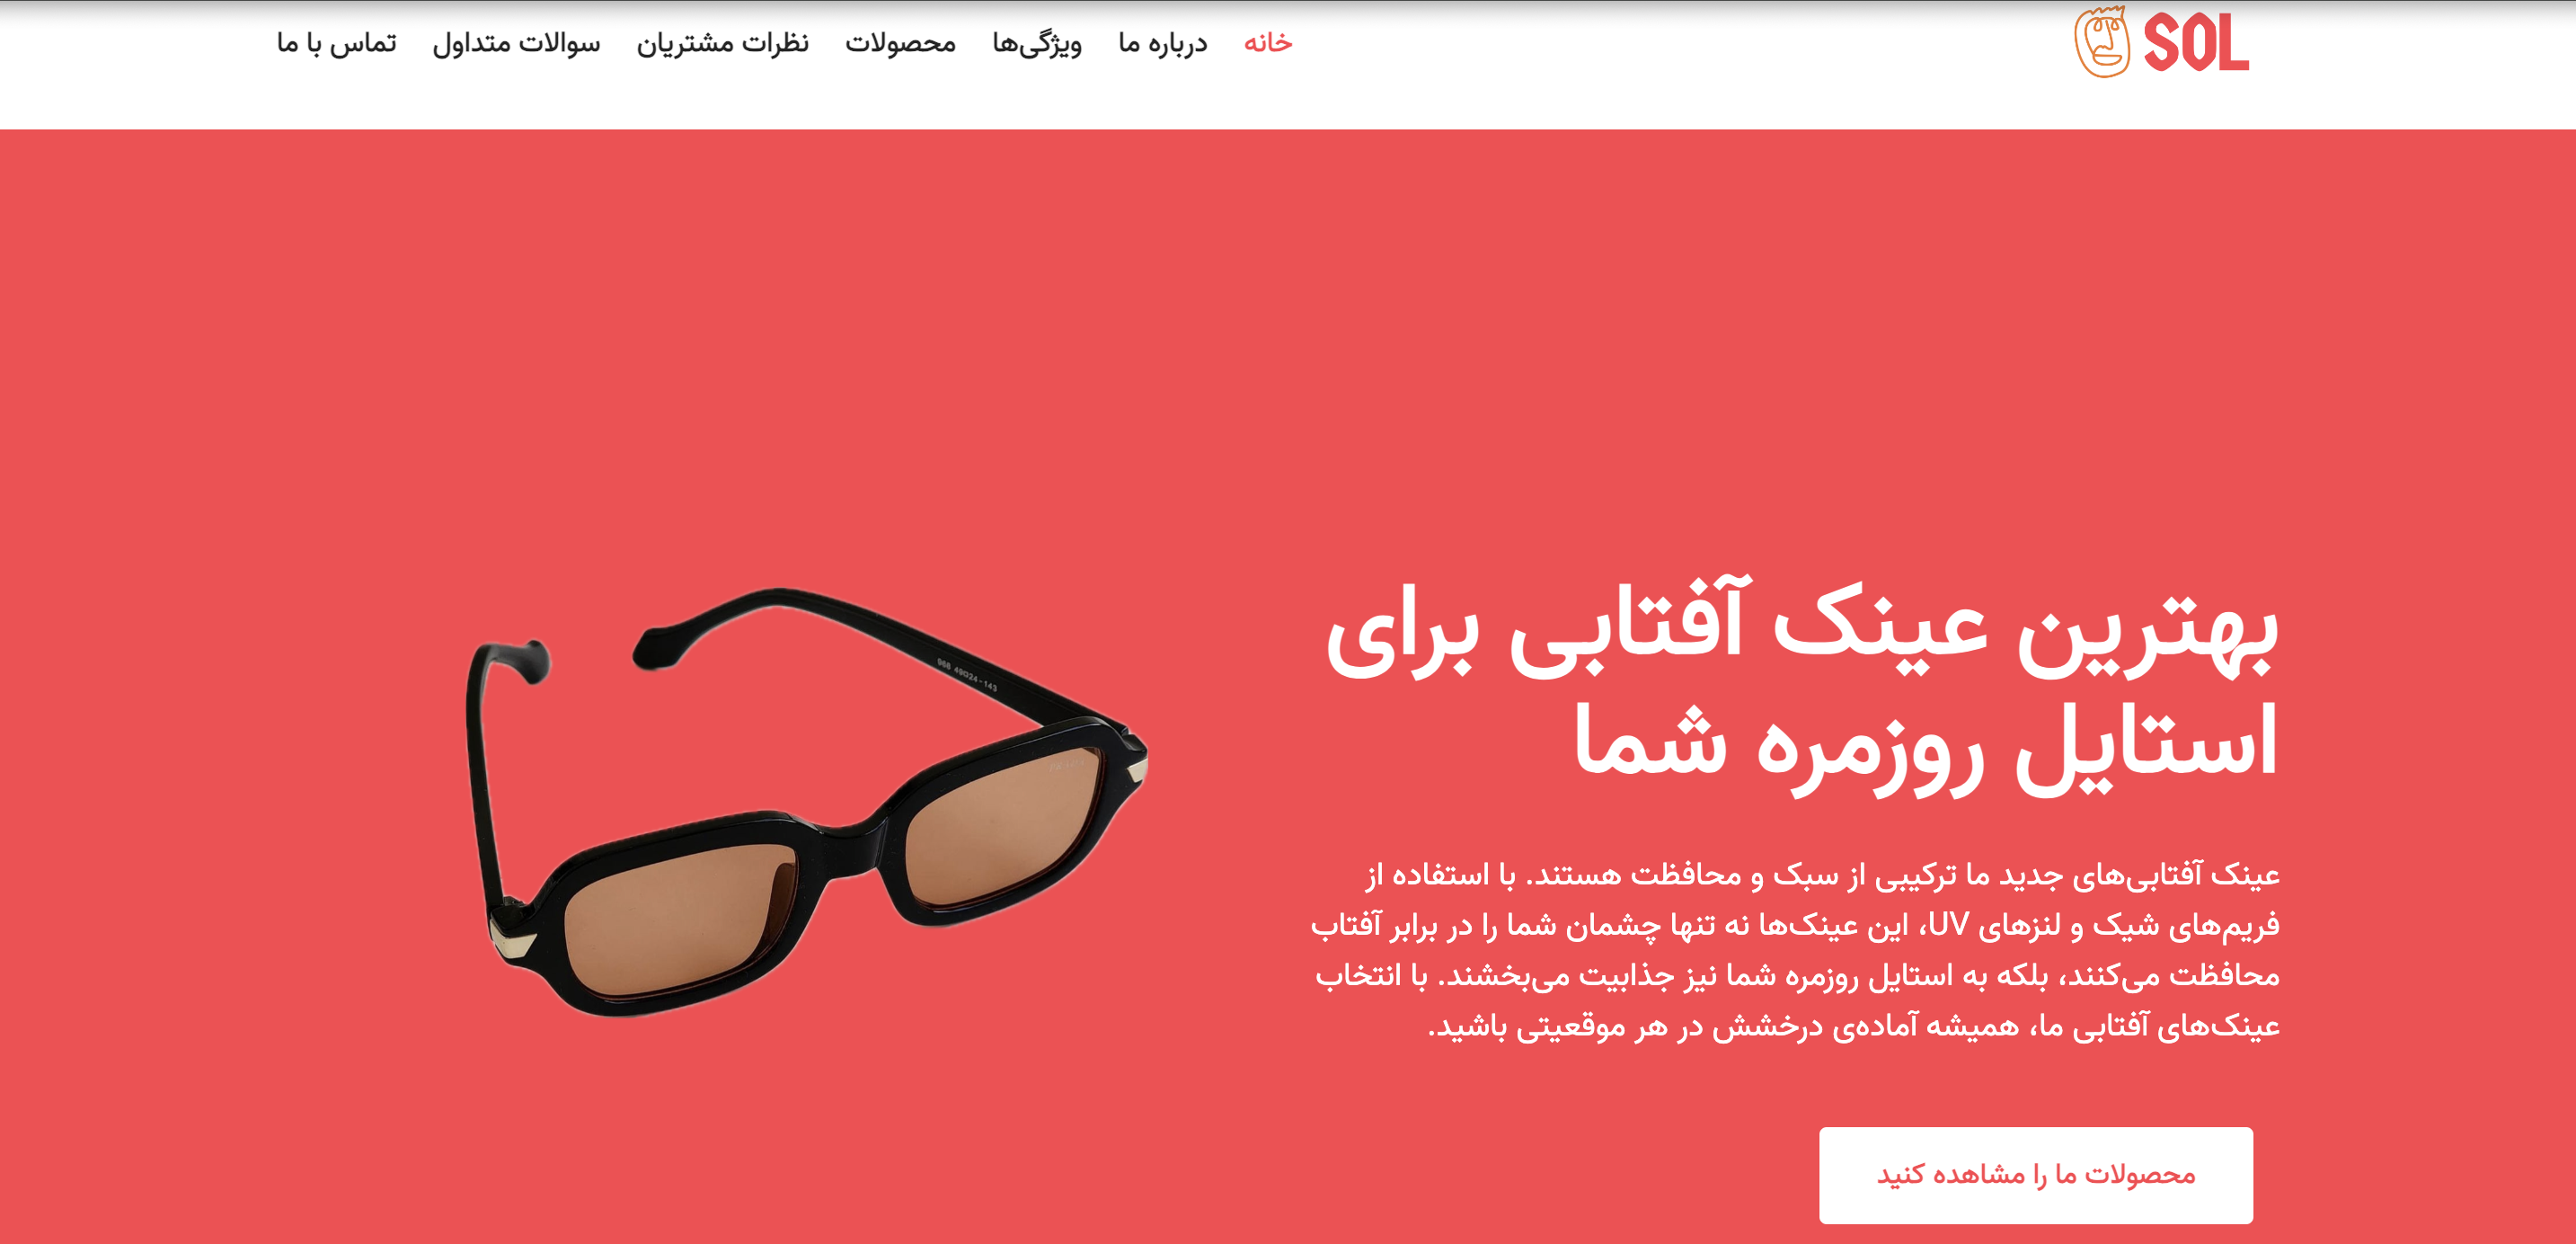 SOL
خانه درباره ما ویژگی‌ها محصولات نظرات مشتریان سوالات متداول تماس با ما
بهترین عینک آفتابی برای
استایل روزمره شما
عینک آفتابی‌های جدید ما ترکیبی از سبک و محافظت هستند. با استفاده از
فریم‌های شیک و لنزهای UV، این عینک‌ها نه تنها چشمان شما را در برابر آفتاب
محافظت می‌کنند، بلکه به استایل روزمره شما نیز جذابیت می‌بخشند. با انتخاب
عینک‌های آفتابی ما، همیشه آماده‌ی درخشش در هر موقعیتی باشید.
محصولات ما را مشاهده کنید